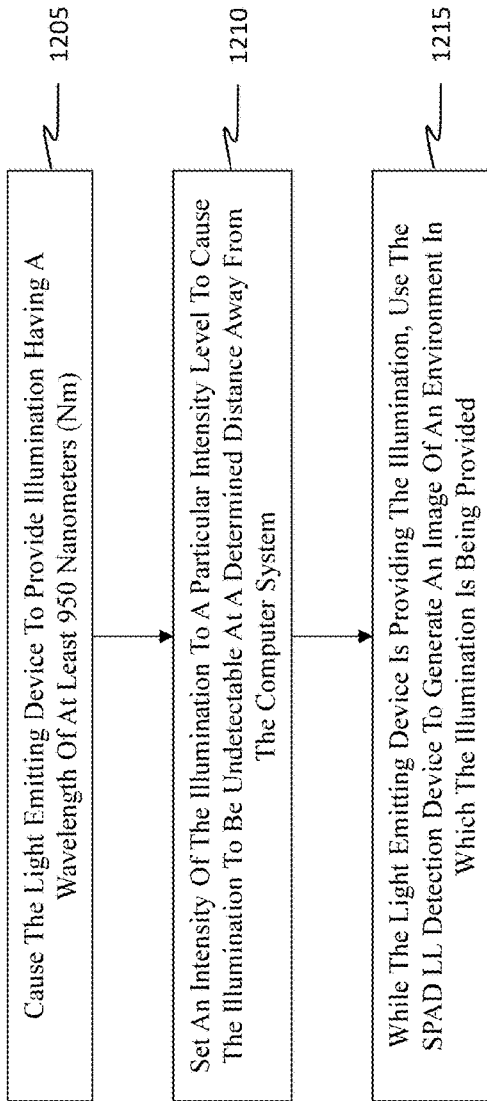 Cause The Light Emitting Device To Provide Illumination Having A
Wavelength Of At Least 950 Nanometers (Nm)
1205
Set An Intensity Of The Illumination To A Particular Intensity Level To Cause
The Illumination To Be Undetectable At A Determined Distance Away From
The Computer System
1210
While The Light Emitting Device Is Providing The Illumination, Use The
SPAD LL Detection Device To Generate An Image Of An Environment In
Which The Illumination Is Being Provided
1215